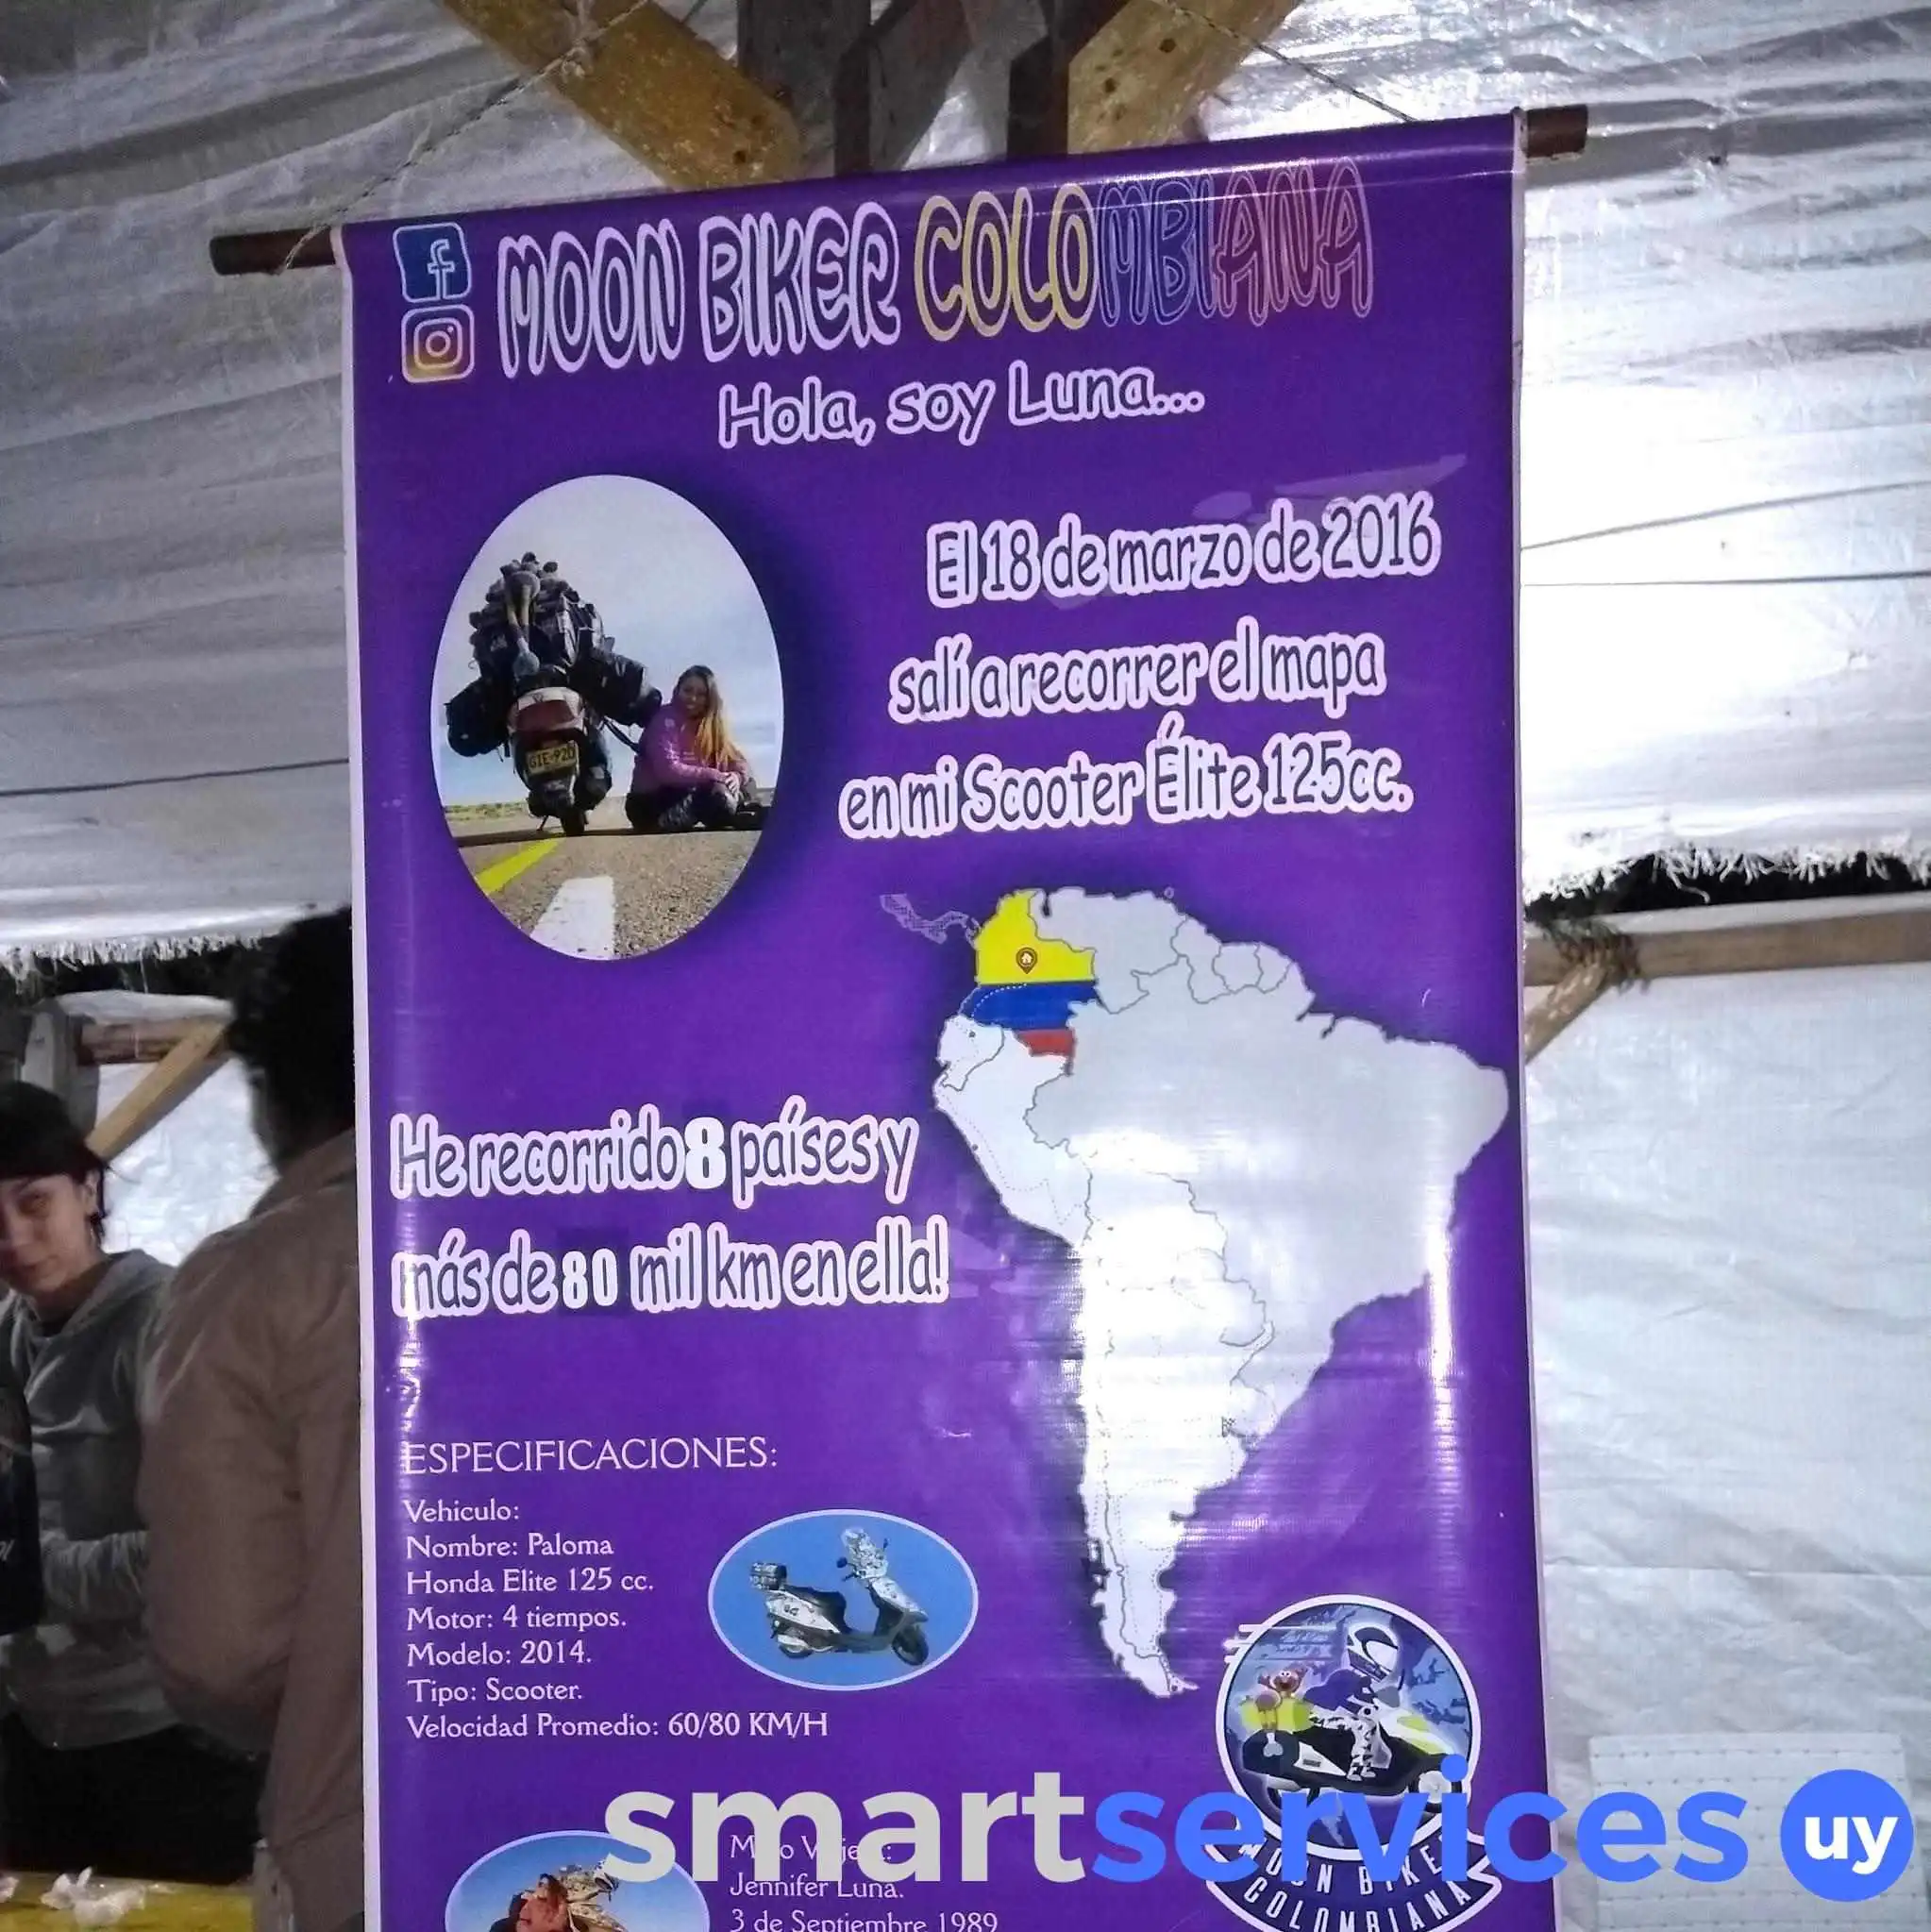 MOON BIKER COLOMBIANA
Hola, soy Luna...
El 18 de marzo de 2016
salí a recorrer el mapa
en mi Scooter Élite 125cc.
GIE-92D
He recorrido 8 países y
más de 80 mil km en ella!
ESPECIFICACIONES:
Vehiculo:
Nombre: Paloma
Honda Elite 125 cc.
Motor: 4 tiempos.
Modelo: 2014.
Tipo: Scooter.
Velocidad Promedio: 60/80 KM/H
Jennifer Luna.
3 de Septiembre 1989
MOON BIKER
COLOMBIANA
smartservices uy